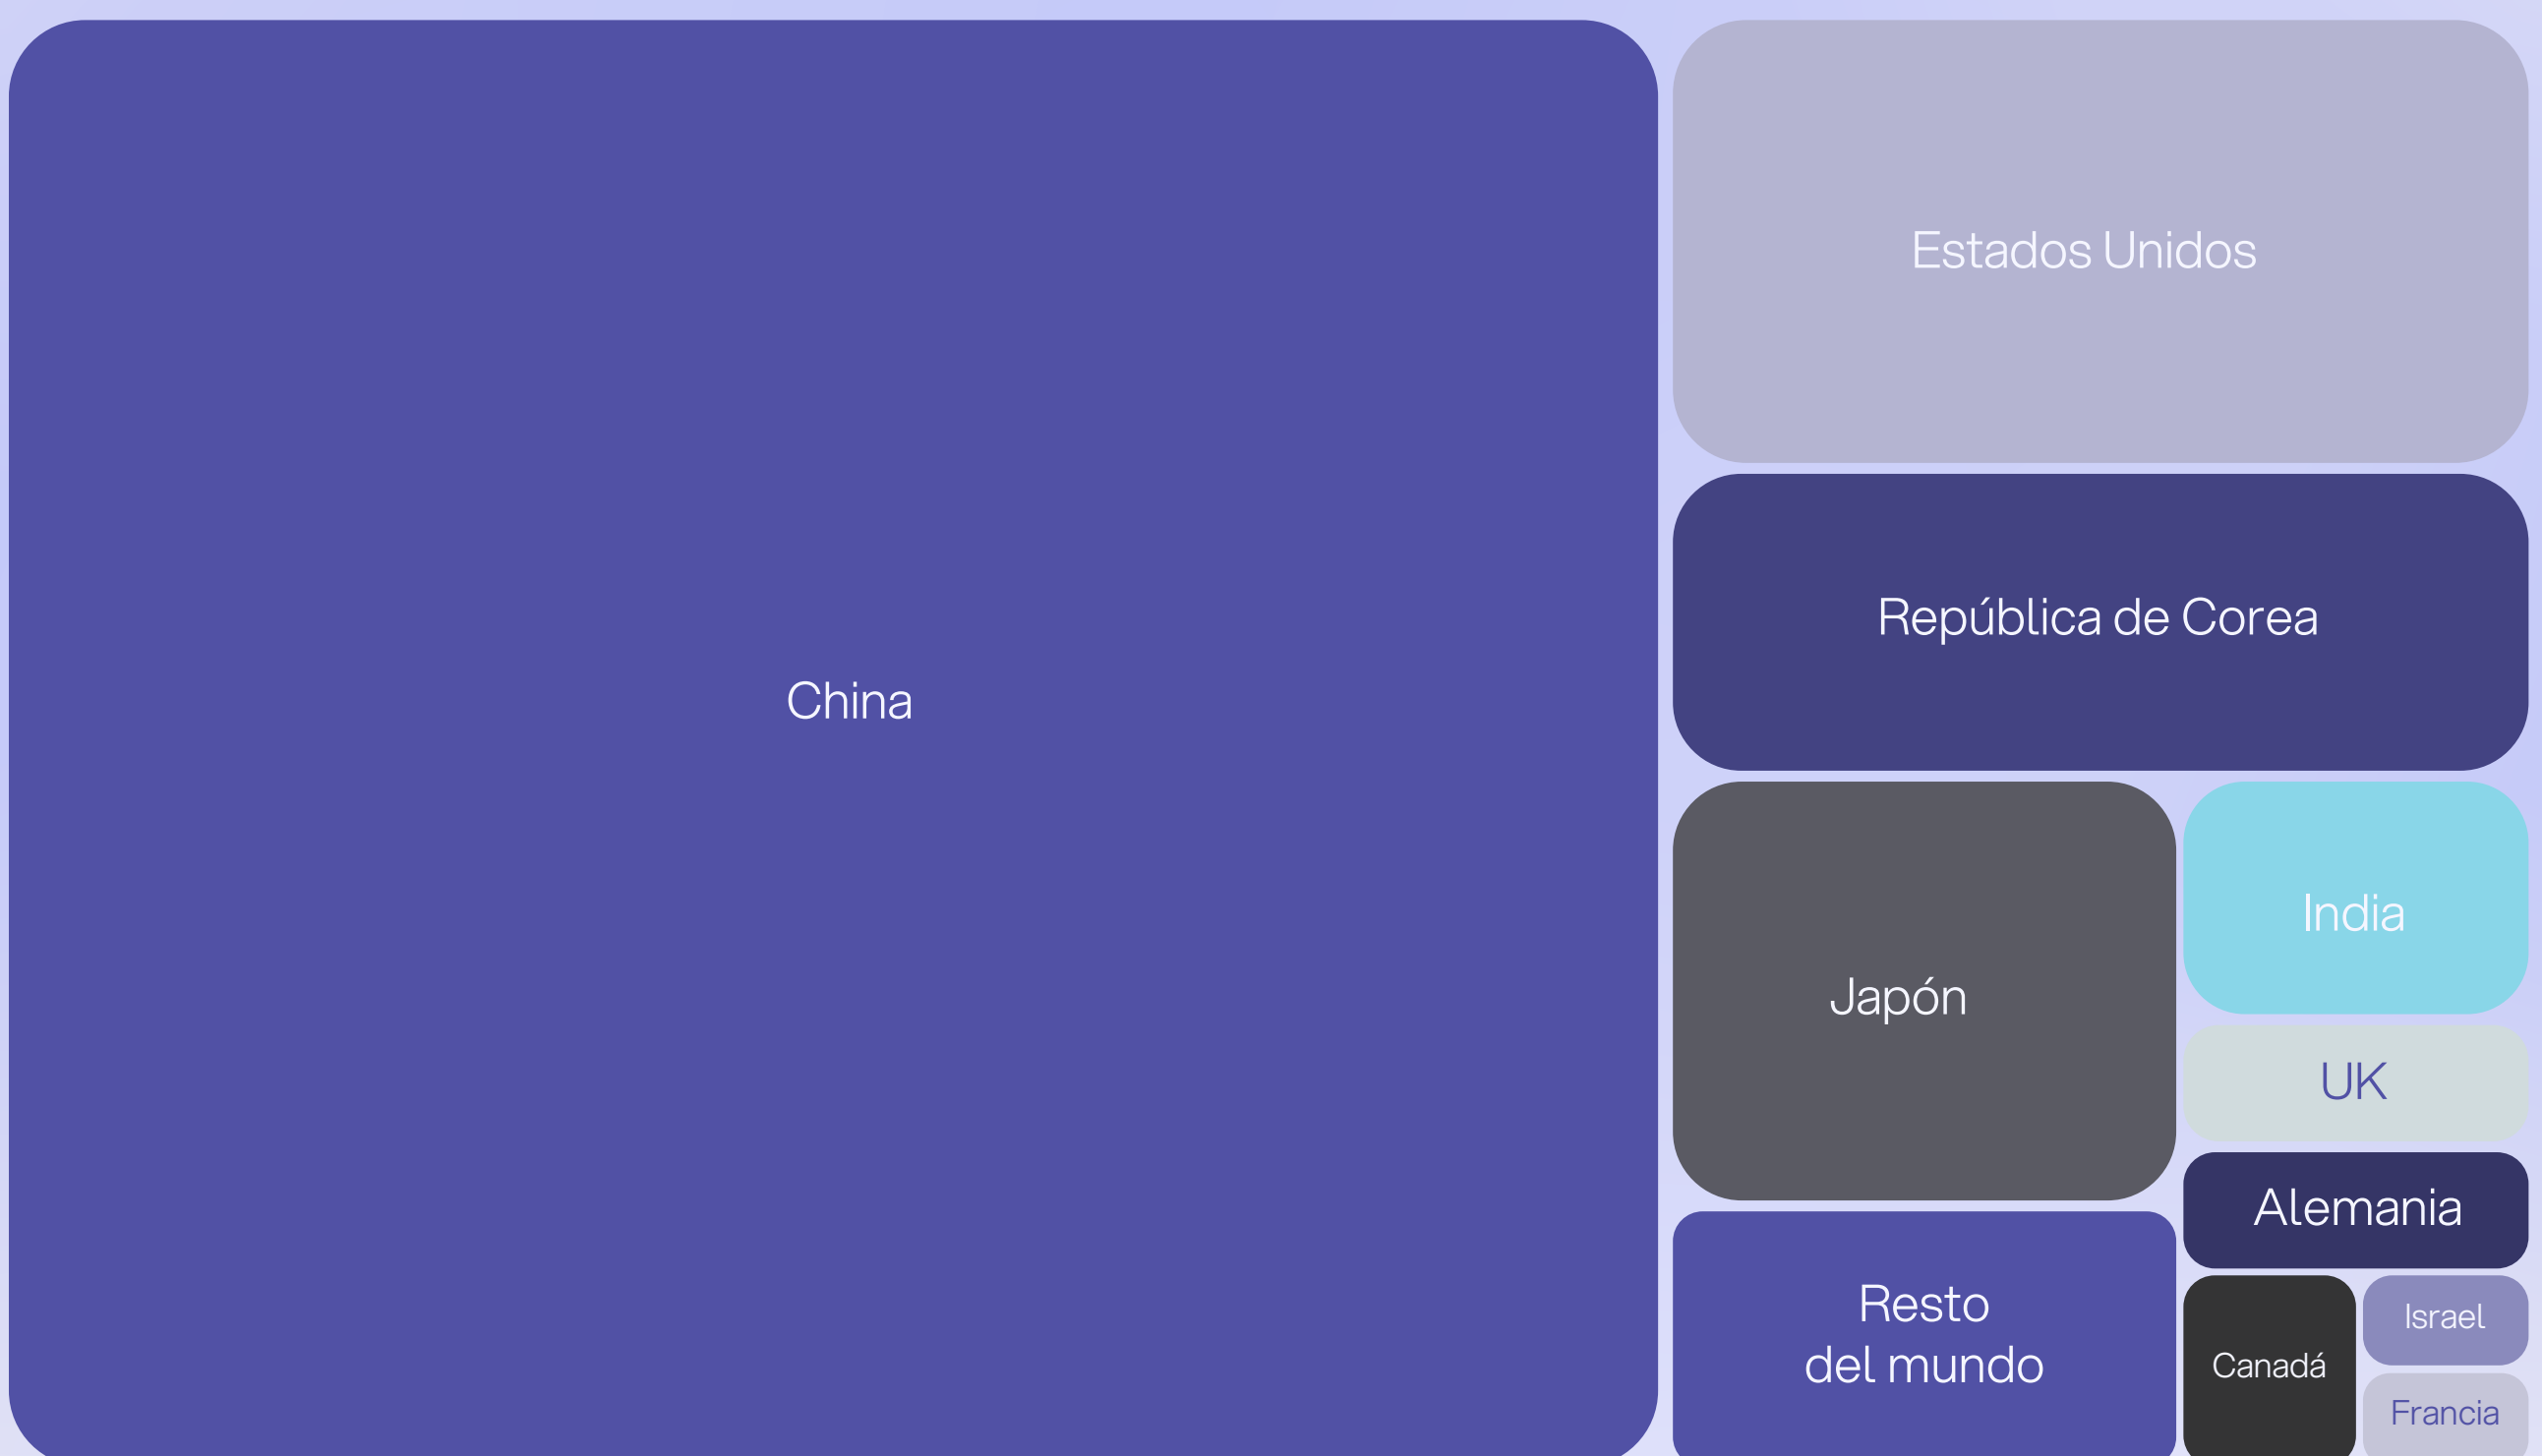 China
Estados Unidos
República de Corea
Japón
India
UK
Alemania
Resto
del mundo
Canadá
Israel
Francia